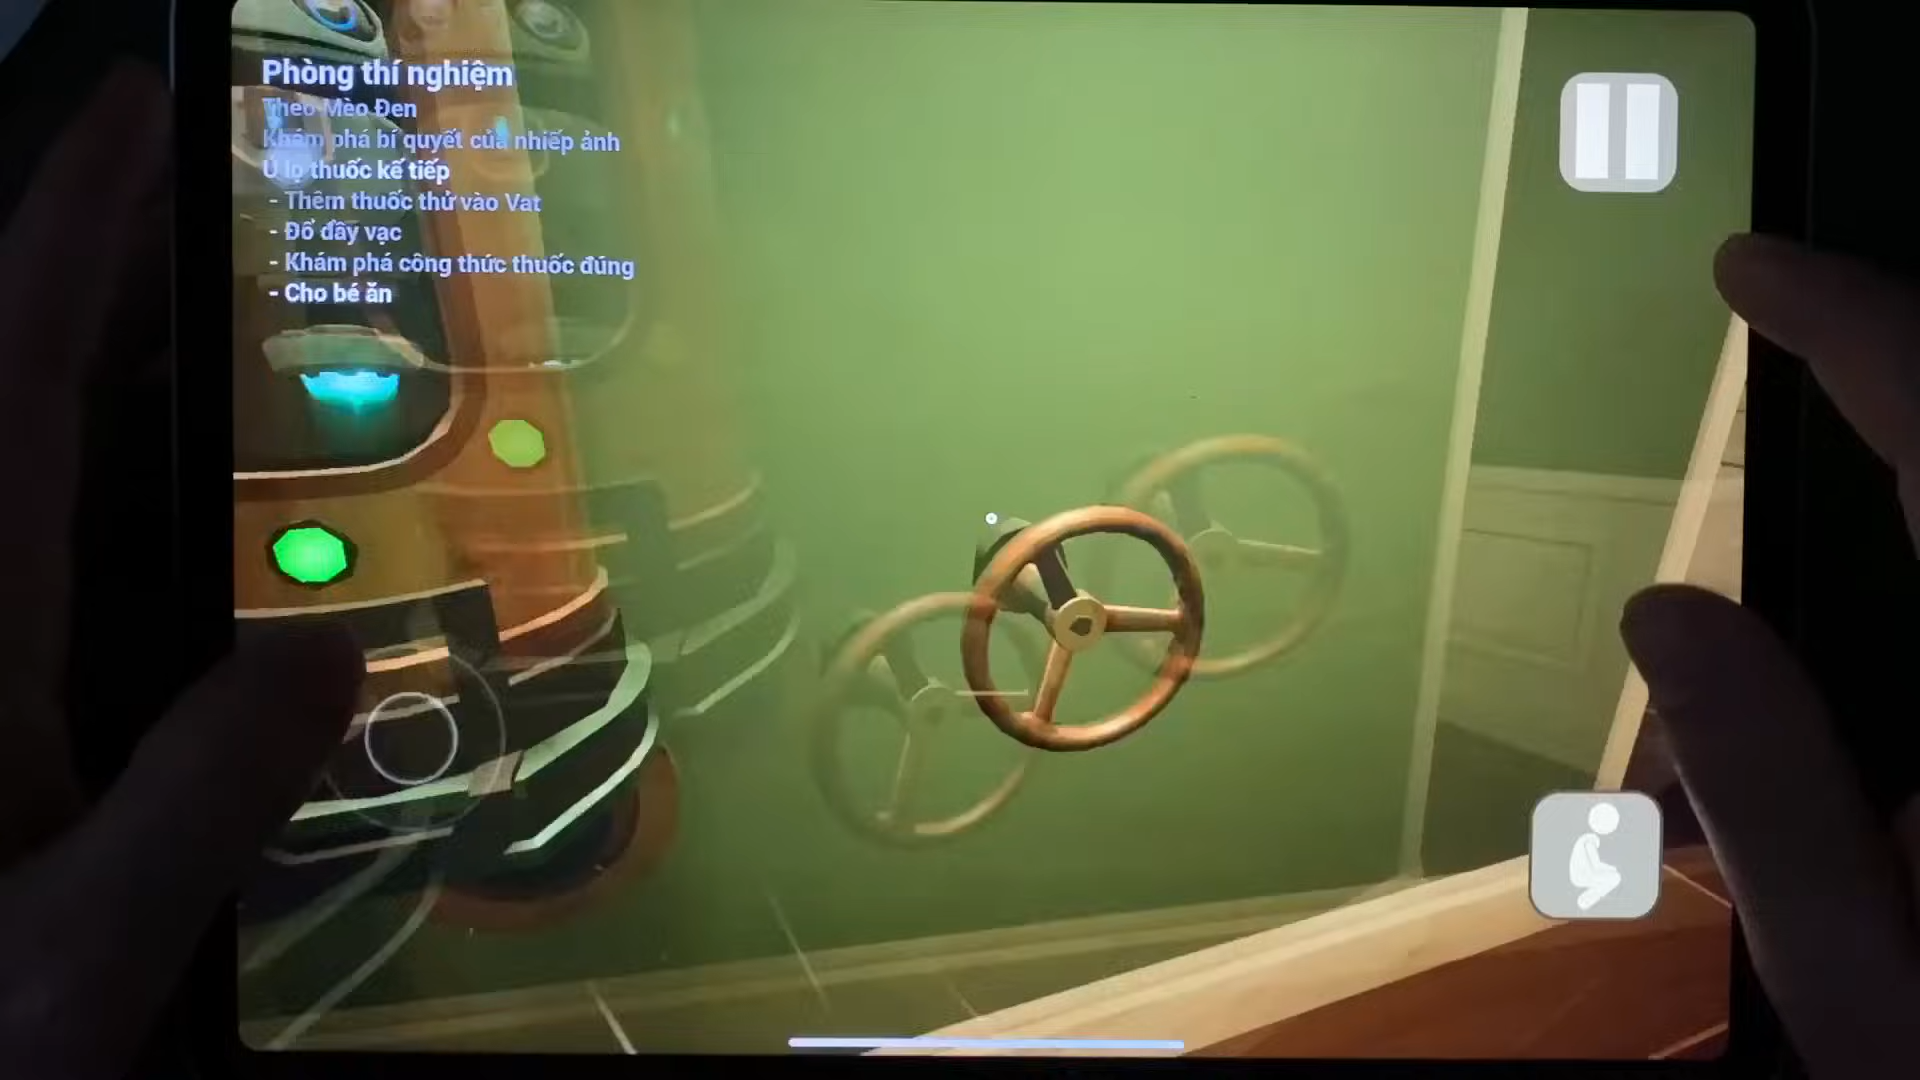 Phòng thí nghiệm
Theo Mèo Đen
Khám phá bí quyết của nhiếp ảnh
Ủ lọ thuốc kế tiếp
- Thêm thuốc thử vào Vat
- Đổ đầy vạc
- Khám phá công thức thuốc đúng
- Cho bé ăn